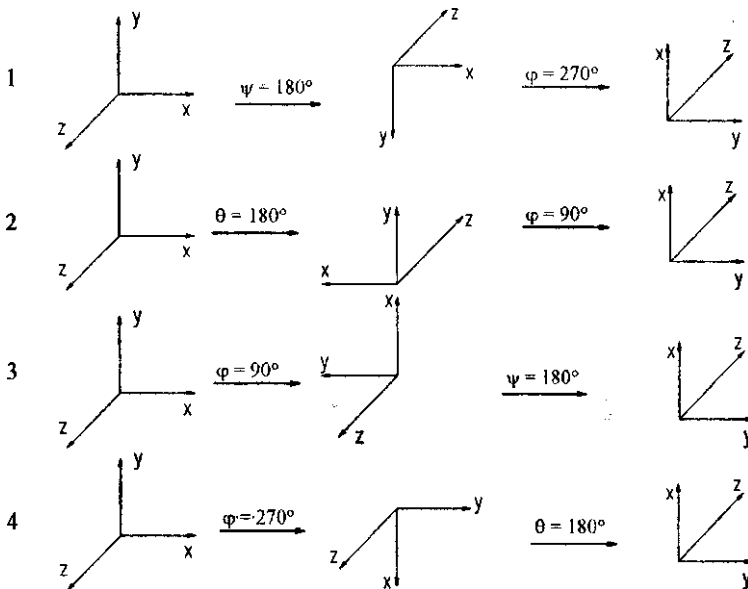 y z x z
1 ψ = 180° x φ = 270°
z x y y
y x z
2 θ = 180° y z φ = 90°
z x x y
y x x z
3 φ = 90° y ψ = 180°
z x z y
y x z
4 φ = 270° y θ = 180°
z x z x y